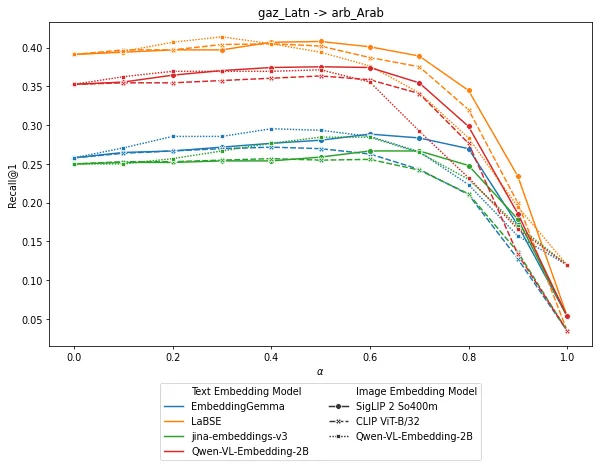 gaz_Latn -> arb_Arab
Recall@1
0.40
0.35
0.30
0.25
0.20
0.15
0.10
0.05
0.0
0.2
0.4
0.6
0.8
1.0
α
Text Embedding Model
EmbeddingGemma
LaBSE
jina-embeddings-v3
Qwen-VL-Embedding-2B
Image Embedding Model
SigLIP 2 So400m
CLIP ViT-B/32
Qwen-VL-Embedding-2B